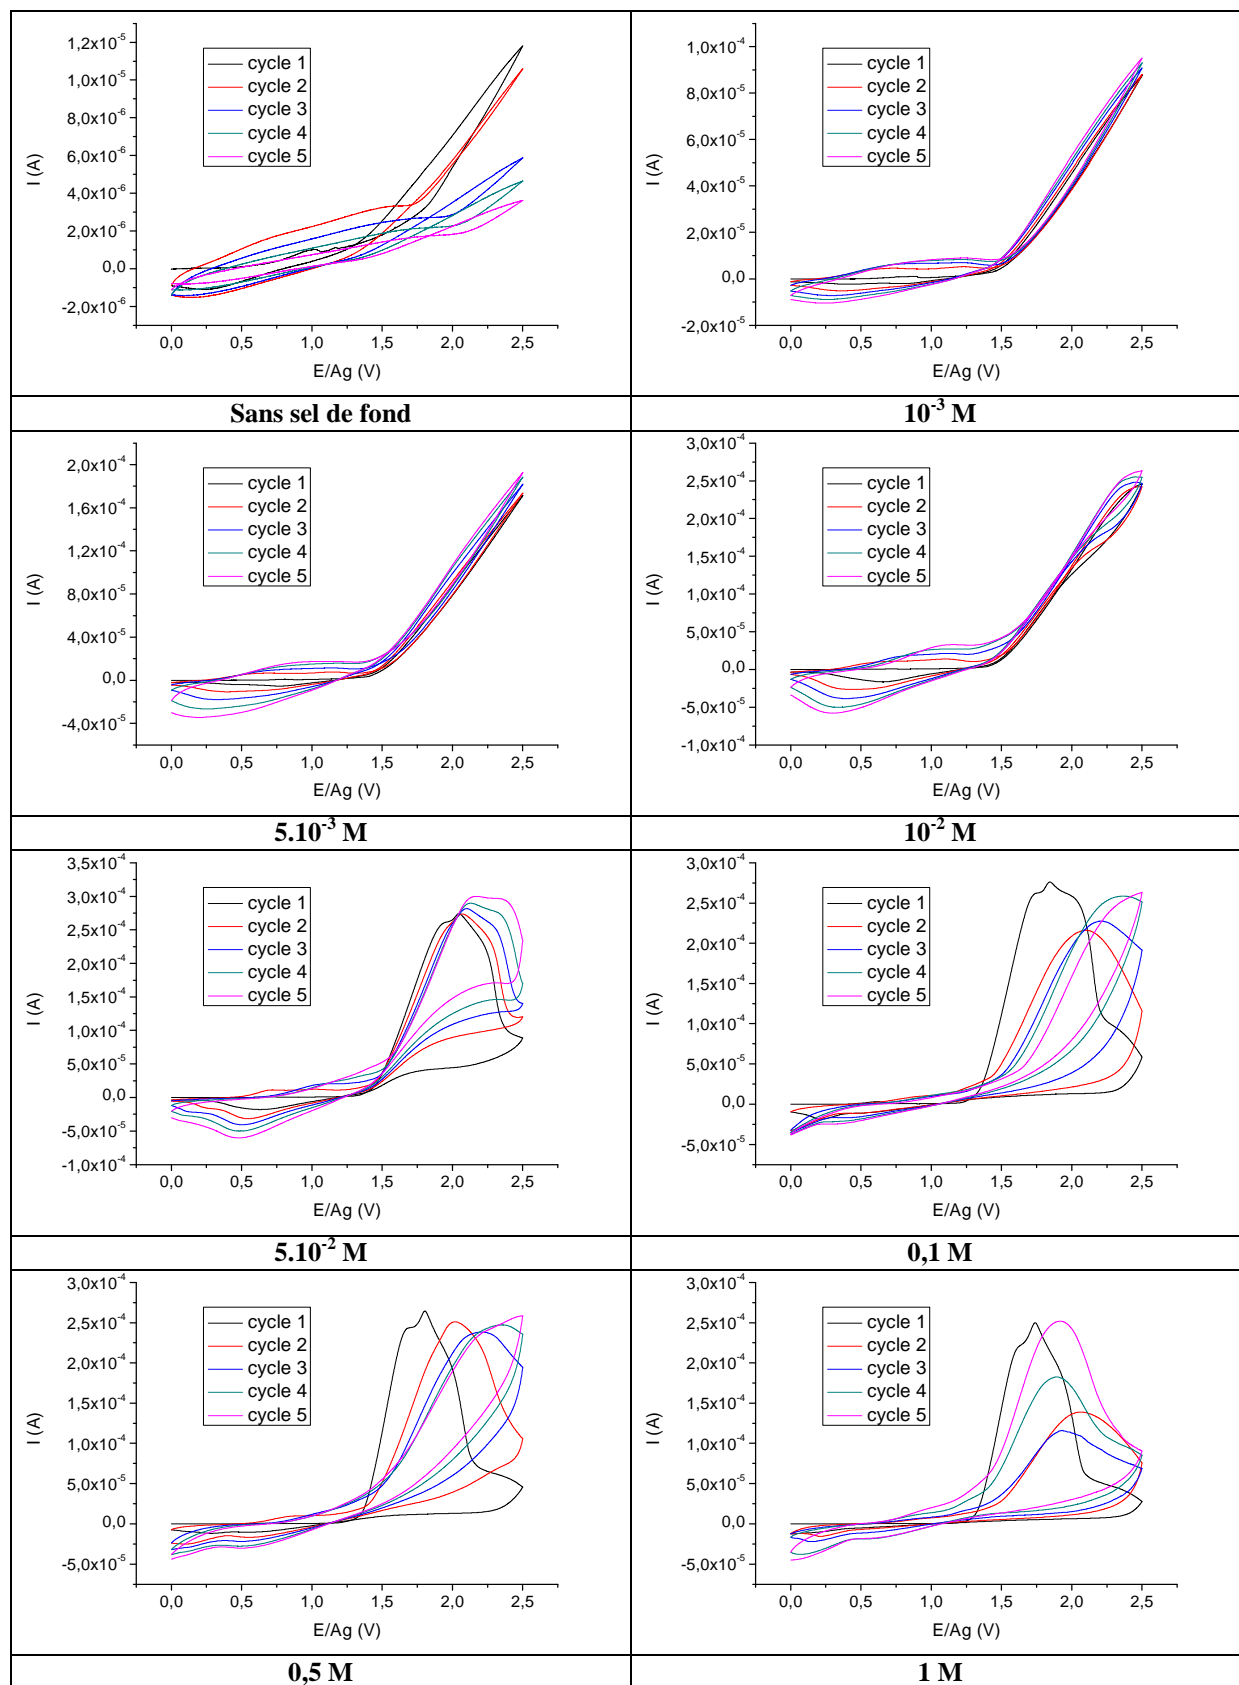 1,2x10⁻⁵
1,0x10⁻⁵
8,0x10⁻⁶
6,0x10⁻⁶
4,0x10⁻⁶
2,0x10⁻⁶
0,0
-2,0x10⁻⁶
I (A)
cycle 1
cycle 2
cycle 3
cycle 4
cycle 5
0,0 0,5 1,0 1,5 2,0 2,5
E/Ag (V)
Sans sel de fond
1,0x10⁻⁴
8,0x10⁻⁵
6,0x10⁻⁵
4,0x10⁻⁵
2,0x10⁻⁵
0,0
-2,0x10⁻⁵
I (A)
cycle 1
cycle 2
cycle 3
cycle 4
cycle 5
0,0 0,5 1,0 1,5 2,0 2,5
E/Ag (V)
10⁻³ M
2,0x10⁻⁴
1,6x10⁻⁴
1,2x10⁻⁴
8,0x10⁻⁵
4,0x10⁻⁵
0,0
-4,0x10⁻⁵
I (A)
cycle 1
cycle 2
cycle 3
cycle 4
cycle 5
0,0 0,5 1,0 1,5 2,0 2,5
E/Ag (V)
5.10⁻³ M
3,0x10⁻⁴
2,5x10⁻⁴
2,0x10⁻⁴
1,5x10⁻⁴
1,0x10⁻⁴
5,0x10⁻⁵
0,0
-5,0x10⁻⁵
-1,0x10⁻⁴
I (A)
cycle 1
cycle 2
cycle 3
cycle 4
cycle 5
0,0 0,5 1,0 1,5 2,0 2,5
E/Ag (V)
10⁻² M
3,5x10⁻⁴
3,0x10⁻⁴
2,5x10⁻⁴
2,0x10⁻⁴
1,5x10⁻⁴
1,0x10⁻⁴
5,0x10⁻⁵
0,0
-5,0x10⁻⁵
-1,0x10⁻⁴
I (A)
cycle 1
cycle 2
cycle 3
cycle 4
cycle 5
0,0 0,5 1,0 1,5 2,0 2,5
E/Ag (V)
5.10⁻² M
3,0x10⁻⁴
2,5x10⁻⁴
2,0x10⁻⁴
1,5x10⁻⁴
1,0x10⁻⁴
5,0x10⁻⁵
0,0
-5,0x10⁻⁵
I (A)
cycle 1
cycle 2
cycle 3
cycle 4
cycle 5
0,0 0,5 1,0 1,5 2,0 2,5
E/Ag (V)
0,1 M
3,0x10⁻⁴
2,5x10⁻⁴
2,0x10⁻⁴
1,5x10⁻⁴
1,0x10⁻⁴
5,0x10⁻⁵
0,0
-5,0x10⁻⁵
I (A)
cycle 1
cycle 2
cycle 3
cycle 4
cycle 5
0,0 0,5 1,0 1,5 2,0 2,5
E/Ag (V)
0,5 M
3,0x10⁻⁴
2,5x10⁻⁴
2,0x10⁻⁴
1,5x10⁻⁴
1,0x10⁻⁴
5,0x10⁻⁵
0,0
-5,0x10⁻⁵
I (A)
cycle 1
cycle 2
cycle 3
cycle 4
cycle 5
0,0 0,5 1,0 1,5 2,0 2,5
E/Ag (V)
1 M